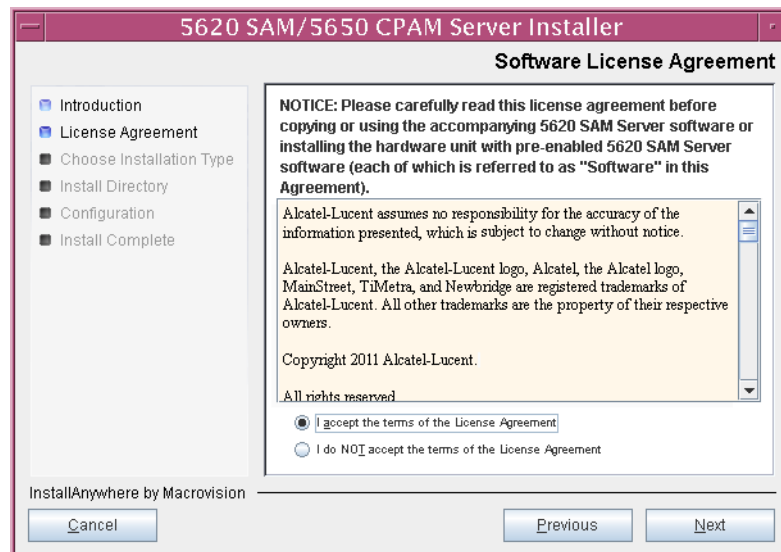 5620 SAM/5650 CPAM Server Installer
Software License Agreement
Introduction
License Agreement
Choose Installation Type
Install Directory
Configuration
Install Complete
NOTICE: Please carefully read this license agreement before
copying or using the accompanying 5620 SAM Server software or
installing the hardware unit with pre-enabled 5620 SAM Server
software (each of which is referred to as "Software" in this
Agreement).
Alcatel-Lucent assumes no responsibility for the accuracy of the
information presented, which is subject to change without notice.
Alcatel-Lucent, the Alcatel-Lucent logo, Alcatel, the Alcatel logo,
MainStreet, TiMetra, and Newbridge are registered trademarks of
Alcatel-Lucent. All other trademarks are the property of their respective
owners.
Copyright 2011 Alcatel-Lucent.
All rights reserved
I accept the terms of the License Agreement
I do NOT accept the terms of the License Agreement
InstallAnywhere by Macrovision
Cancel
Previous
Next